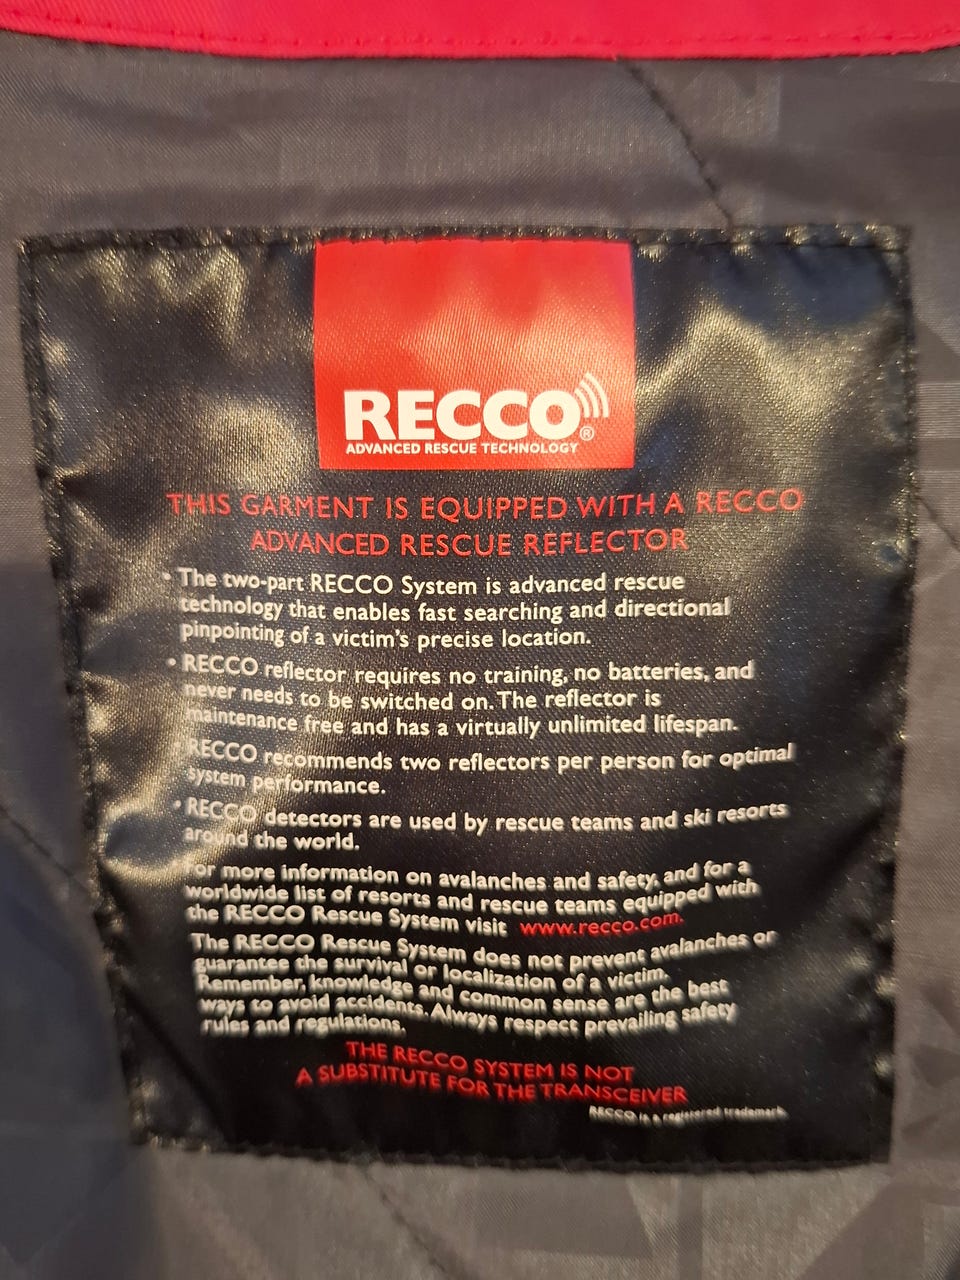 RECCO®
ADVANCED RESCUE TECHNOLOGY
THIS GARMENT IS EQUIPPED WITH A RECCO
ADVANCED RESCUE REFLECTOR
• The two-part RECCO System is advanced rescue
technology that enables fast searching and directional
pinpointing of a victim's precise location.
• RECCO reflector requires no training, no batteries, and
never needs to be switched on. The reflector is
maintenance free and has a virtually unlimited lifespan.
• RECCO recommends two reflectors per person for optimal
system performance.
• RECCO detectors are used by rescue teams and ski resorts
around the world.
For more information on avalanches and safety, and for a
worldwide list of resorts and rescue teams equipped with
the RECCO Rescue System visit www.recco.com.
The RECCO Rescue System does not prevent avalanches or
guarantee the survival or localization of a victim.
Remember, knowledge and common sense are the best
ways to avoid accidents. Always respect prevailing safety
rules and regulations.
THE RECCO SYSTEM IS NOT
A SUBSTITUTE FOR THE TRANSCEIVER
RECCO is a registered trademark